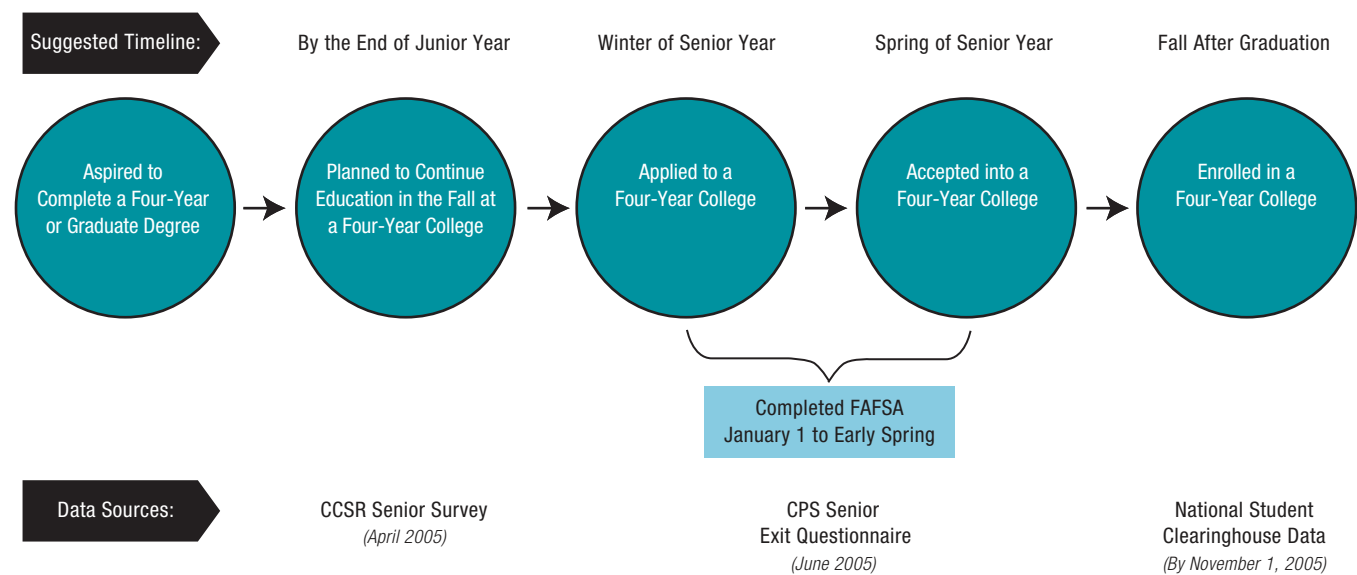 Suggested Timeline:
By the End of Junior Year
Winter of Senior Year
Spring of Senior Year
Fall After Graduation
Aspired to
Complete a Four-Year
or Graduate Degree
Planned to Continue
Education in the Fall at
a Four-Year College
Applied to a
Four-Year College
Accepted into a
Four-Year College
Enrolled in a
Four-Year College
Completed FAFSA
January 1 to Early Spring
Data Sources:
CCSR Senior Survey
(April 2005)
CPS Senior
Exit Questionnaire
(June 2005)
National Student
Clearinghouse Data
(By November 1, 2005)